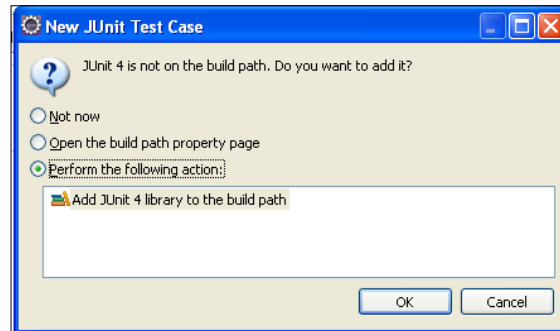 New JUnit Test Case
JUnit 4 is not on the build path. Do you want to add it?
Not now
Open the build path property page
Perform the following action:
Add JUnit 4 library to the build path
OK
Cancel